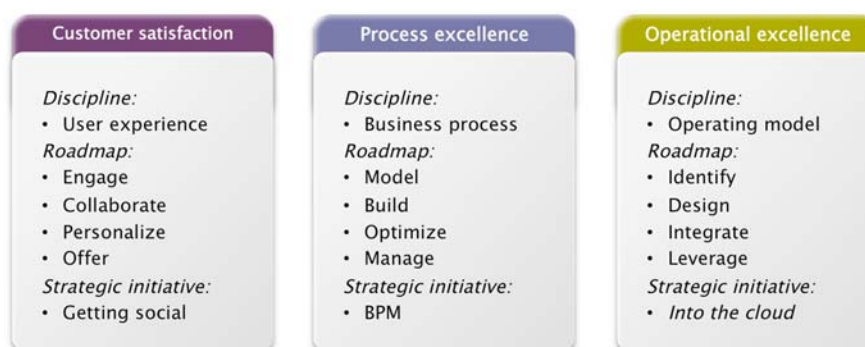 Customer satisfaction
Discipline:
• User experience
Roadmap:
• Engage
• Collaborate
• Personalize
• Offer
Strategic initiative:
• Getting social
Process excellence
Discipline:
• Business process
Roadmap:
• Model
• Build
• Optimize
• Manage
Strategic initiative:
• BPM
Operational excellence
Discipline:
• Operating model
Roadmap:
• Identify
• Design
• Integrate
• Leverage
Strategic initiative:
• Into the cloud